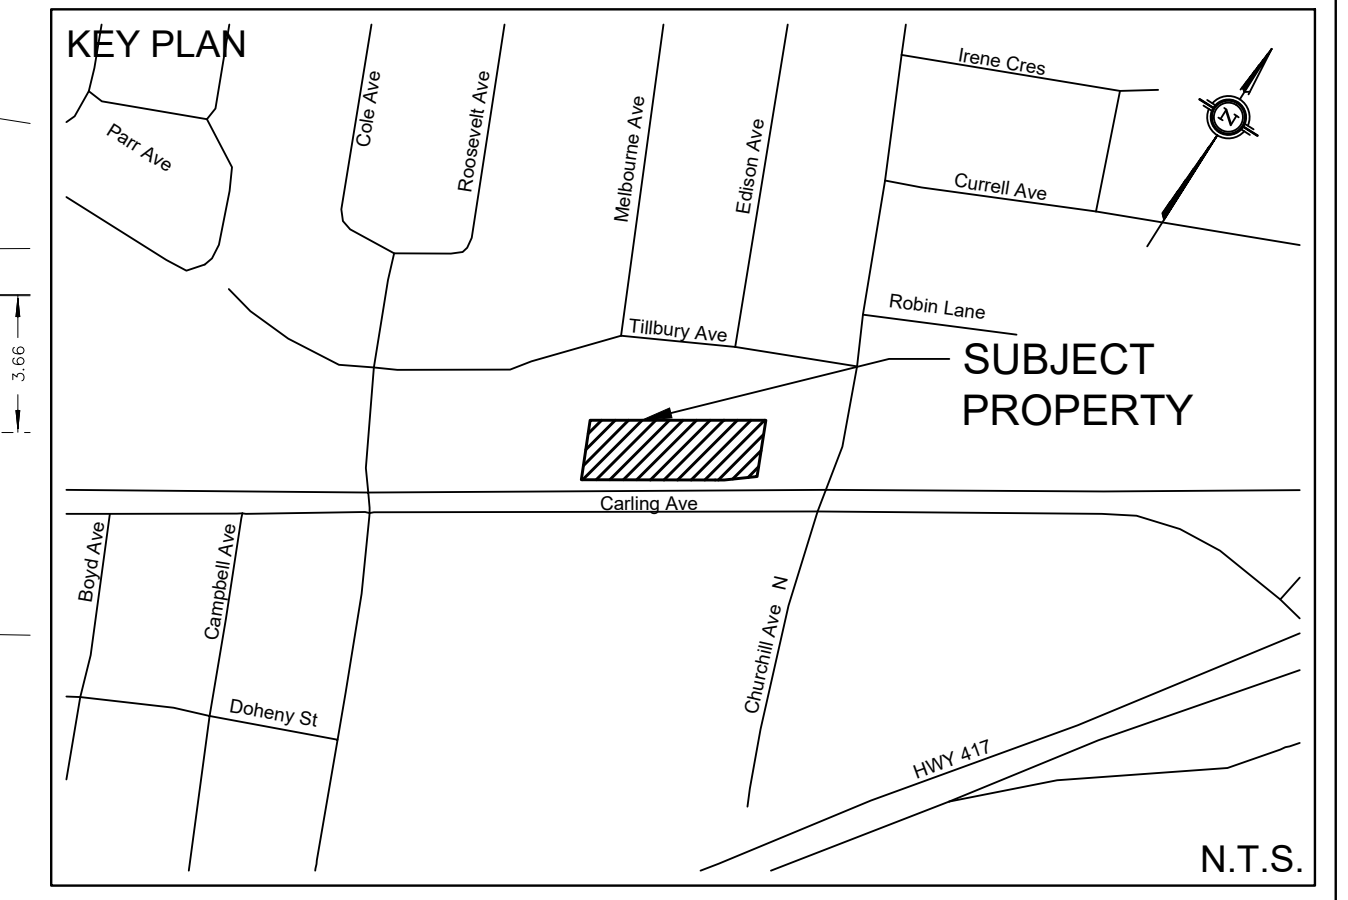 KEY PLAN
Irene Cres
Cole Ave
Roosevelt Ave
Melbourne Ave
Edison Ave
Parr Ave
N
Currell Ave
Robin Lane
Tillbury Ave
3.66
SUBJECT
PROPERTY
Carling Ave
Boyd Ave
Campbell Ave
Churchill Ave N
Doheny St
HWY 417
N.T.S.